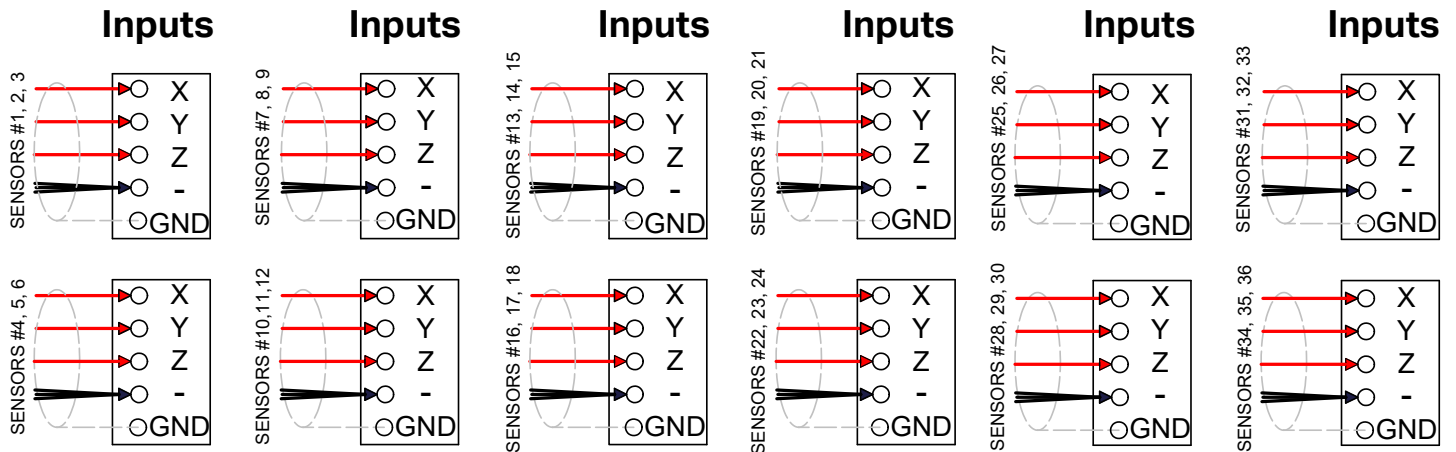 Inputs
Inputs
Inputs
Inputs
Inputs
Inputs
SENSORS #1, 2, 3
X
Y
Z
-
GND
SENSORS #7, 8, 9
X
Y
Z
-
GND
SENSORS #13, 14, 15
X
Y
Z
-
GND
SENSORS #19, 20, 21
X
Y
Z
-
GND
SENSORS #25, 26, 27
X
Y
Z
-
GND
SENSORS #31, 32, 33
X
Y
Z
-
GND
SENSORS #4, 5, 6
X
Y
Z
-
GND
SENSORS #10,11,12
X
Y
Z
-
GND
SENSORS #16, 17, 18
X
Y
Z
-
GND
SENSORS #22, 23, 24
X
Y
Z
-
GND
SENSORS #28, 29, 30
X
Y
Z
-
GND
SENSORS #34, 35, 36
X
Y
Z
-
GND